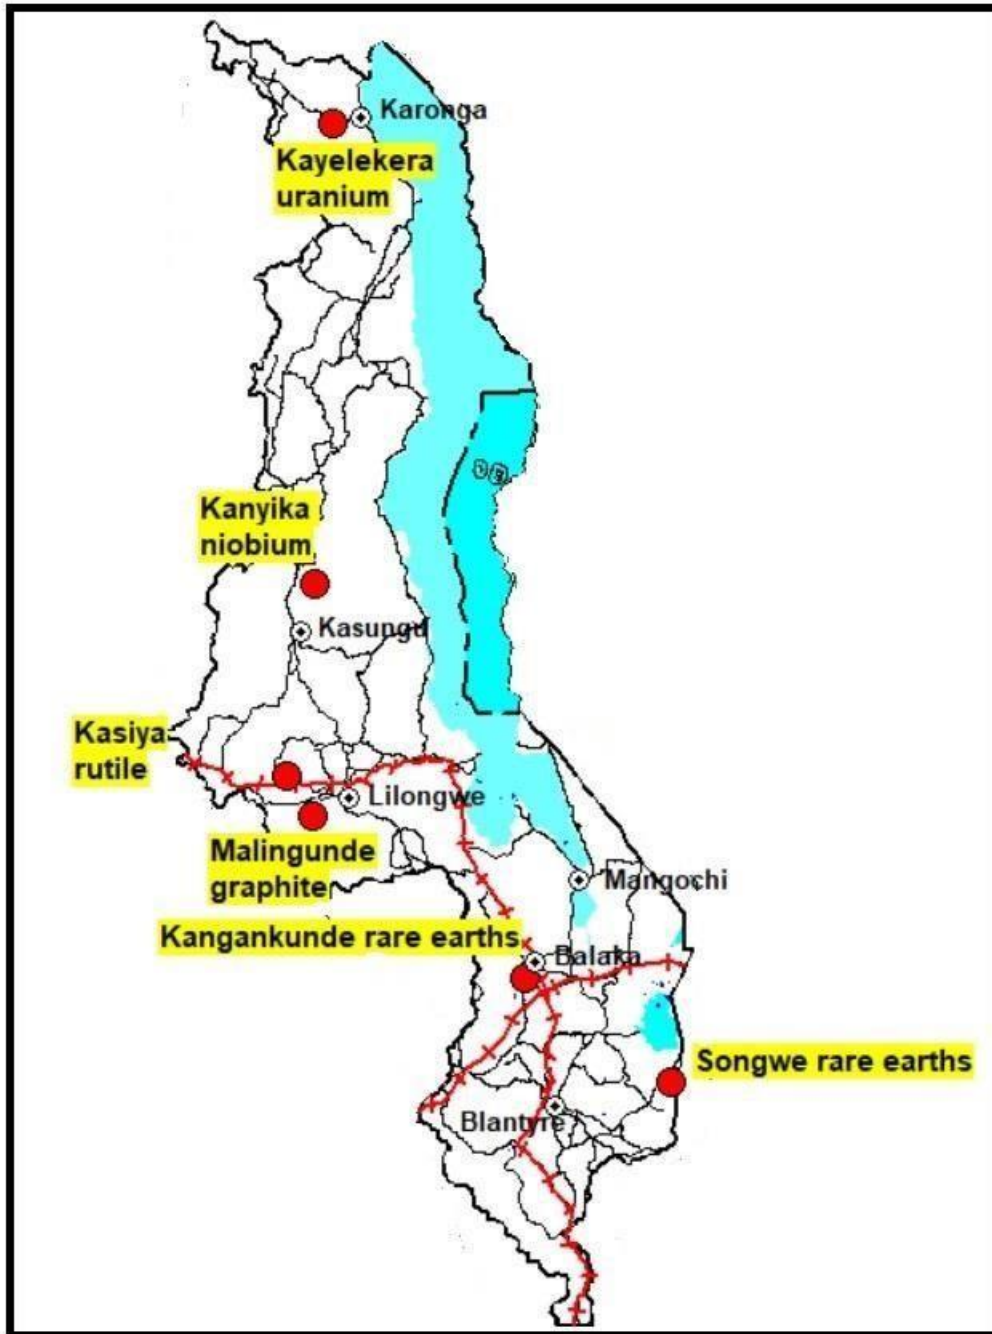 Karonga
Kayelekera
uranium
Kanyika
niobium
Kasungu
Kasiya
rutile
Lilongwe
Malingunde
graphite
Mangochi
Kangankunde rare earths
Balaka
Songwe rare earths
Blantyre